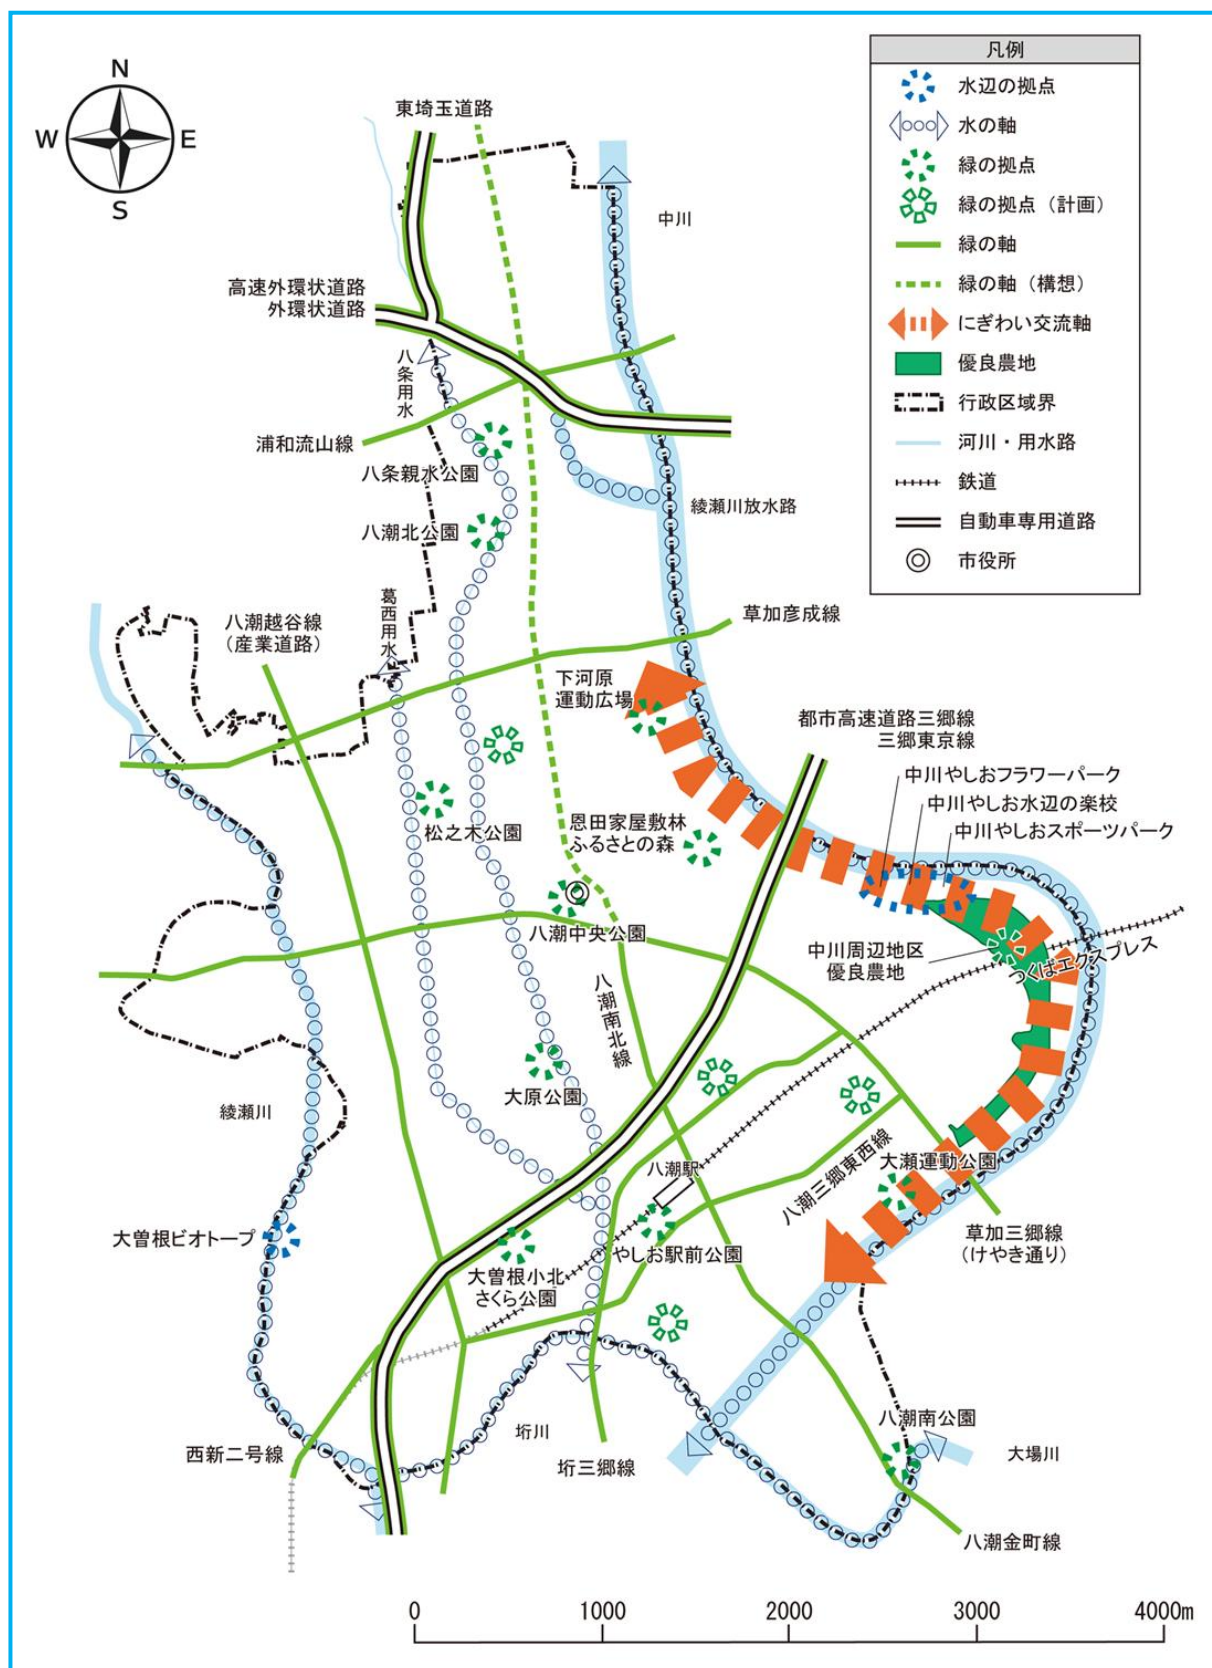 N
W
E
S
凡例
水辺の拠点
水の軸
緑の拠点
緑の拠点（計画）
緑の軸
緑の軸（構想）
にぎわい交流軸
優良農地
行政区域界
河川・用水路
鉄道
自動車専用道路
市役所
東埼玉道路
中川
高速外環状道路
外環状道路
八条用水
浦和流山線
八条親水公園
綾瀬川放水路
八潮北公園
葛西用水
八潮越谷線
（産業道路）
草加彦成線
下河原
運動広場
都市高速道路三郷線
三郷東京線
中川やしおフラワーパーク
中川やしお水辺の楽校
中川やしおスポーツパーク
松之木公園
恩田家屋敷林
ふるさとの森
八潮中央公園
中川周辺地区
優良農地
つくばエクスプレス
八潮南北線
大原公園
綾瀬川
八潮駅
八潮三郷東西線
大瀬運動公園
大曽根ビオトープ
やしお駅前公園
草加三郷線
（けやき通り）
大曽根小北
さくら公園
八潮南公園
西新二号線
垳川
垳三郷線
大場川
八潮金町線
0
1000
2000
3000
4000m